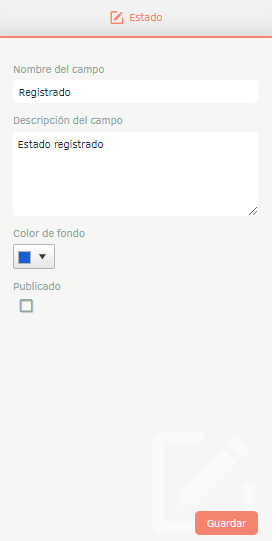 Estado
Nombre del campo
Registrado
Descripción del campo
Estado registrado
Color de fondo
Publicado
Guardar